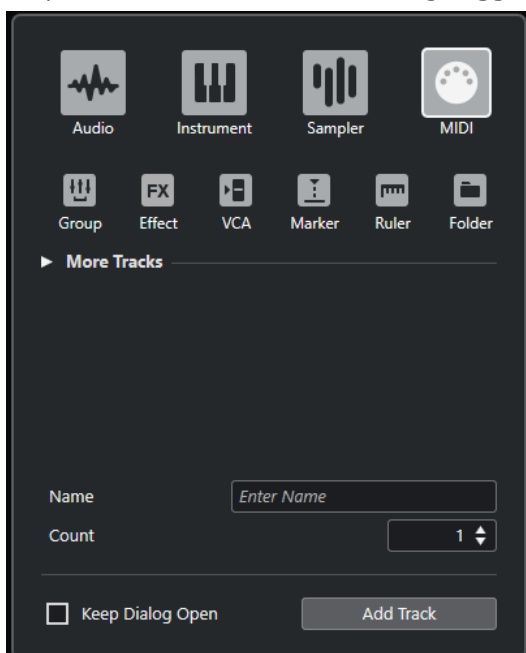 Audio Instrument Sampler MIDI
FX
Group Effect VCA Marker Ruler Folder
More Tracks
Name Enter Name
Count 1
Keep Dialog Open Add Track